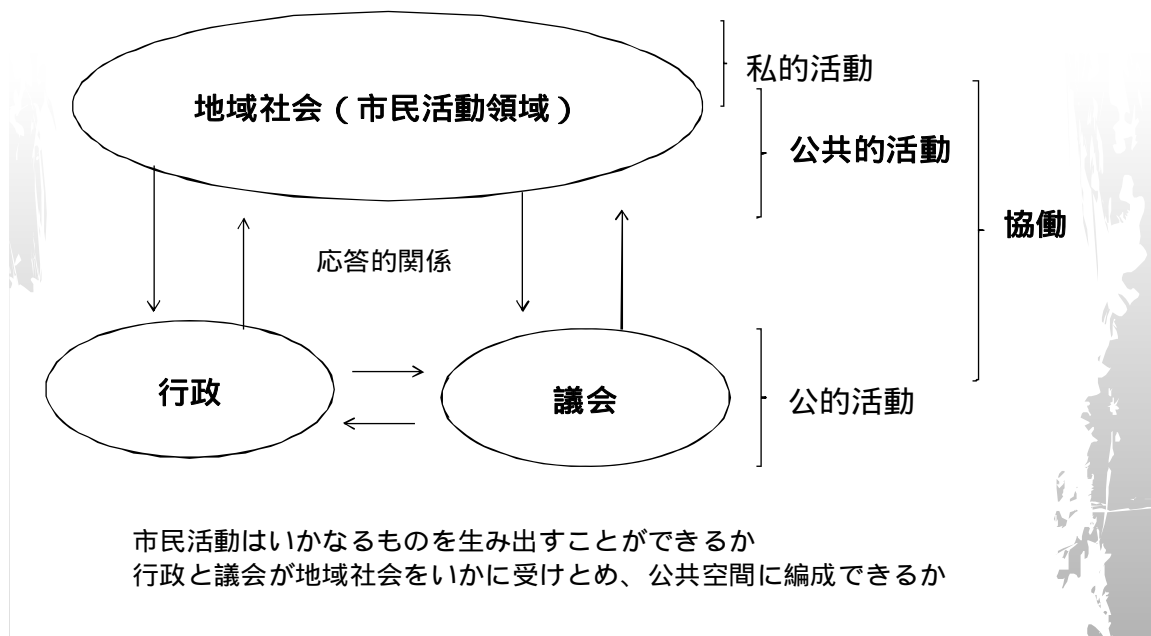 私的活動
地域社会(市民活動領域)
公共的活動
協働
応答的関係
行政
議会
公的活動
市民活動はいかなるものを生み出すことができるか
行政と議会が地域社会をいかに受けとめ、公共空間に編成できるか